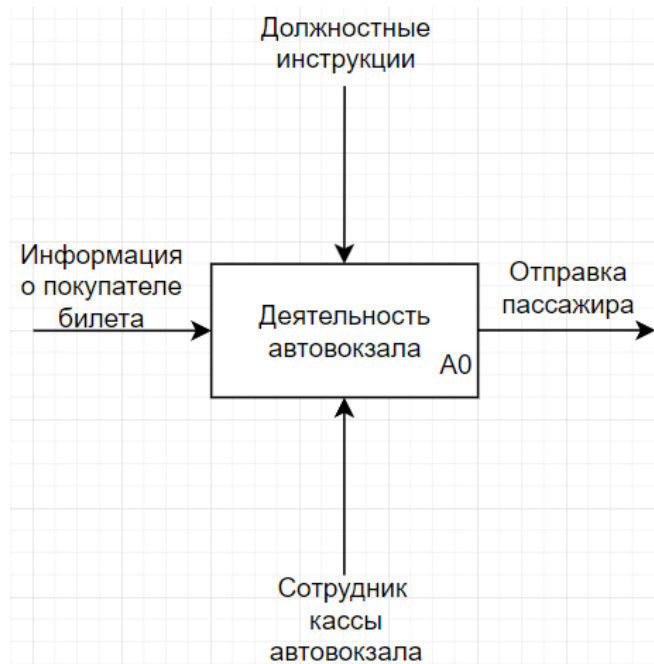 Должностные
инструкции
Информация
о покупателе
билета
Деятельность
автовокзала
A0
Отправка
пассажира
Сотрудник
кассы
автовокзала